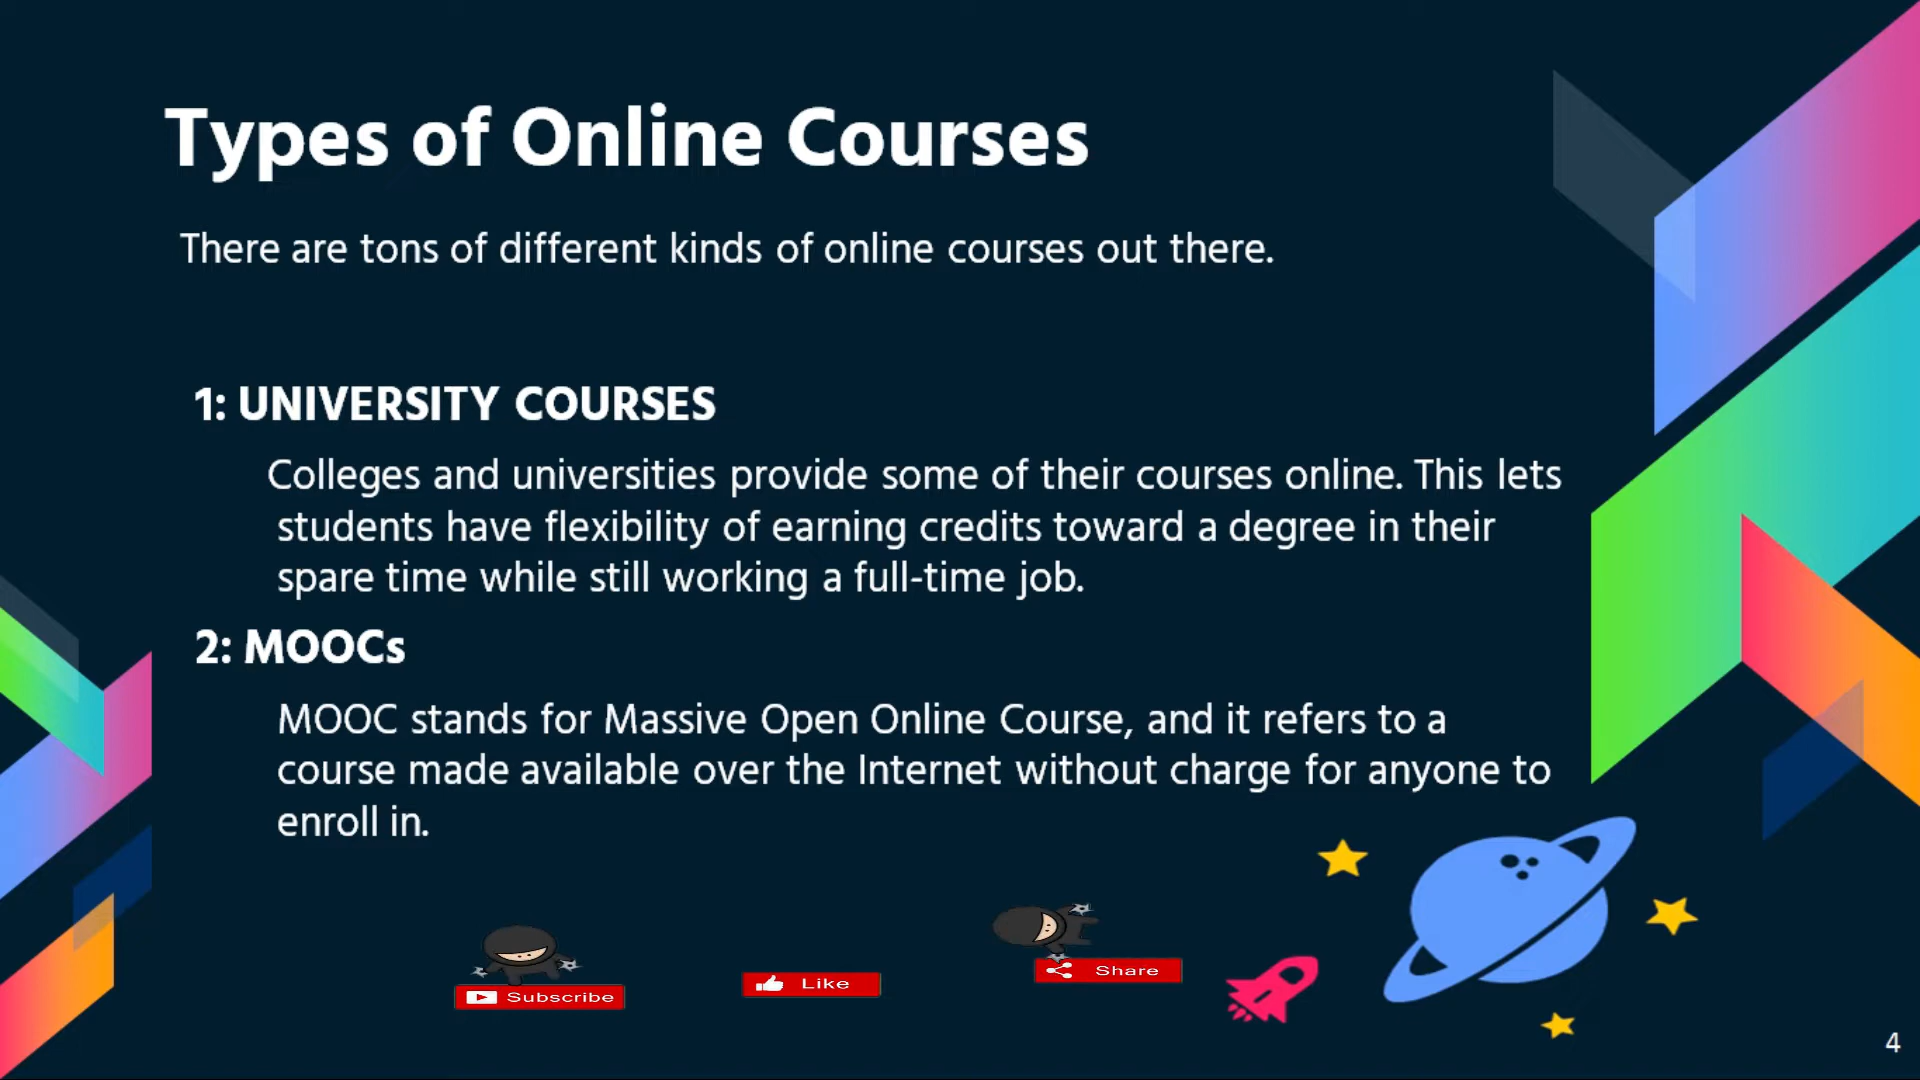 Types of Online Courses
There are tons of different kinds of online courses out there.
1: UNIVERSITY COURSES
Colleges and universities provide some of their courses online. This lets
students have flexibility of earning credits toward a degree in their
spare time while still working a full-time job.
2: MOOCs
MOOC stands for Massive Open Online Course, and it refers to a
course made available over the Internet without charge for anyone to
enroll in.
Subscribe
Like
Share
4